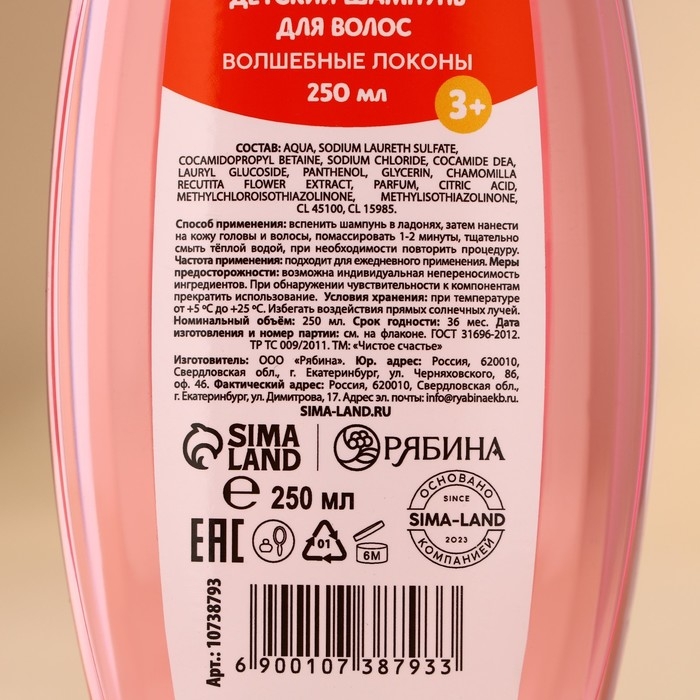 ДЕТСКИЙ ШАМПУНЬ
ДЛЯ ВОЛОС
ВОЛШЕБНЫЕ ЛОКОНЫ
250 мл
3+
СОСТАВ: AQUA, SODIUM LAURETH SULFATE,
COCAMIDOPROPYL BETAINE, SODIUM CHLORIDE, COCAMIDE DEA,
LAURYL GLUCOSIDE, PANTHENOL, GLYCERIN, CHAMOMILLA
RECUTITA FLOWER EXTRACT, PARFUM, CITRIC ACID,
METHYLCHLOROISOTHIAZOLINONE, METHYLISOTHIAZOLINONE,
CL 45100, CL 15985.
Способ применения: вспенить шампунь в ладонях, затем нанести
на кожу головы и волосы, помассировать 1-2 минуты, тщательно
смыть тёплой водой, при необходимости повторить процедуру.
Частота применения: подходит для ежедневного применения. Меры
предосторожности: возможна индивидуальная непереносимость
ингредиентов. При обнаружении чувствительности к компонентам
прекратить использование. Условия хранения: при температуре
от +5 ºС до +25 ºС. Избегать воздействия прямых солнечных лучей.
Номинальный объём: 250 мл. Срок годности: 36 мес. Дата
изготовления и номер партии: см. на флаконе. ГОСТ 31696-2012.
ТР ТС 009/2011. ТМ: «Чистое счастье»
Изготовитель: ООО «Рябина». Юр. адрес: Россия, 620010,
Свердловская обл., г. Екатеринбург, ул. Черняховского, 86,
оф. 46. Фактический адрес: Россия, 620010, Свердловская обл.,
г. Екатеринбург, ул. Димитрова, 17. Адрес эл. почты: info@ryabinaekb.ru.
SIMA-LAND.RU
SIMA
LAND
РЯБИНА
℮ 250 мл
ОСНОВАНО
SINCE
SIMA-LAND
2023
КОМПАНИЕЙ
EAC
01
6М
Арт.: 10738793
6 900107 387933